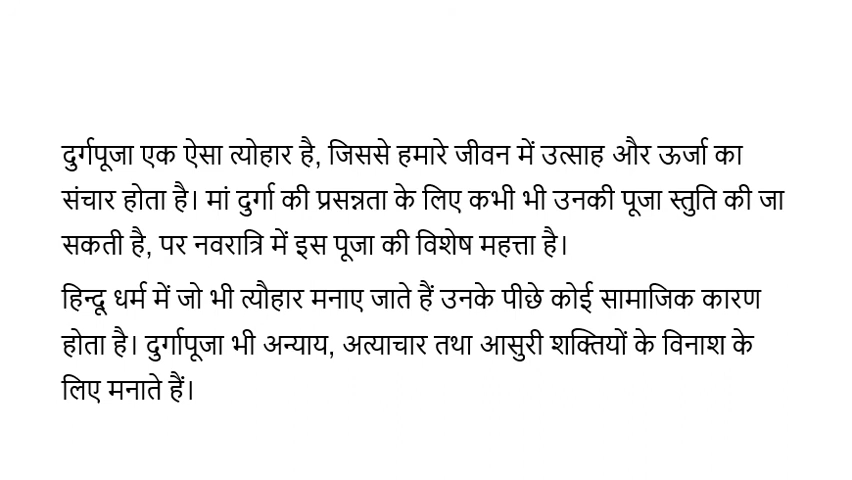 दुर्गपूजा एक ऐसा त्योहार है, जिससे हमारे जीवन में उत्साह और ऊर्जा का
संचार होता है। मां दुर्गा की प्रसन्नता के लिए कभी भी उनकी पूजा स्तुति की जा
सकती है, पर नवरात्रि में इस पूजा की विशेष महत्ता है।
हिन्दू धर्म में जो भी त्यौहार मनाए जाते हैं उनके पीछे कोई सामाजिक कारण
होता है। दुर्गापूजा भी अन्याय, अत्याचार तथा आसुरी शक्तियों के विनाश के
लिए मनाते हैं।